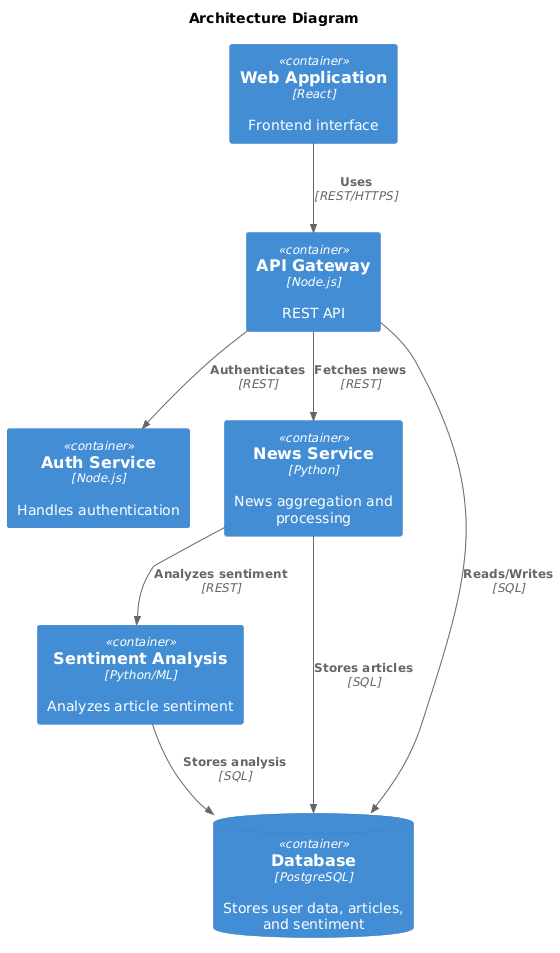 Architecture Diagram
«container»
Web Application
[React]
Frontend interface
Uses
[REST/HTTPS]
«container»
API Gateway
[Node.js]
REST API
Authenticates
[REST]
Fetches news
[REST]
«container»
Auth Service
[Node.js]
Handles authentication
«container»
News Service
[Python]
News aggregation and
processing
Analyzes sentiment
[REST]
Reads/Writes
[SQL]
«container»
Sentiment Analysis
[Python/ML]
Analyzes article sentiment
Stores articles
[SQL]
Stores analysis
[SQL]
«container»
Database
[PostgreSQL]
Stores user data, articles,
and sentiment